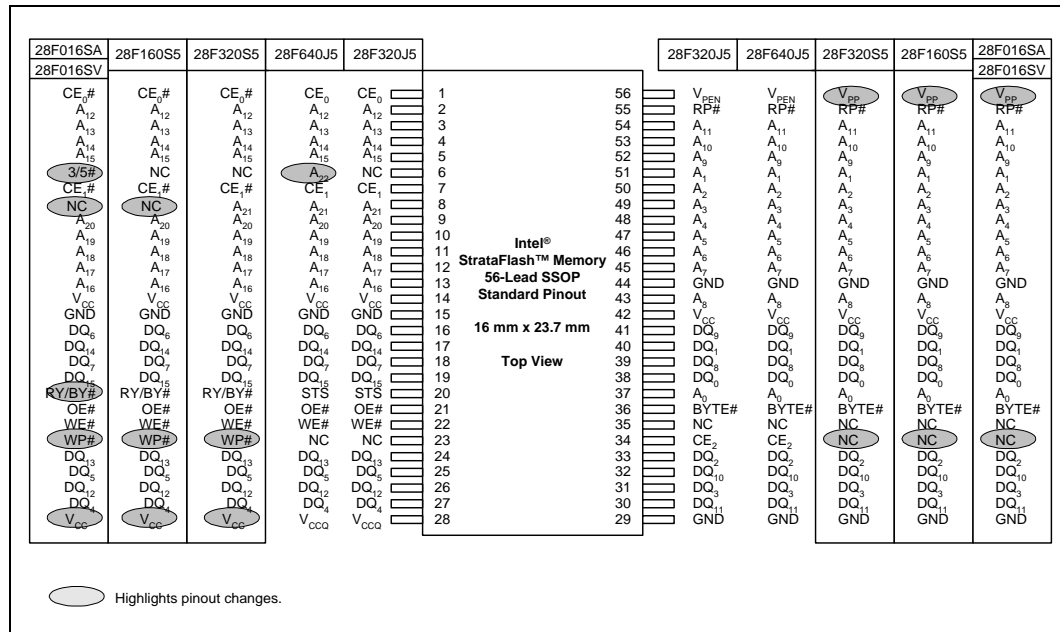 28F016SA 28F160S5 28F320S5 28F640J5 28F320J5 28F320J5 28F640J5 28F320S5 28F160S5 28F016SA
28F016SV 28F016SV
CE0# CE0# CE0# CE0 CE0 1 56 VPEN VPEN VPP VPP VPP
A12 A12 A12 A12 A12 2 55 RP# RP# RP# RP# RP#
A13 A13 A13 A13 A13 3 54 A11 A11 A11 A11 A11
A14 A14 A14 A14 A14 4 53 A10 A10 A10 A10 A10
A15 A15 A15 A15 A15 5 52 A9 A9 A9 A9 A9
3/5# NC NC A22 NC 6 51 A1 A1 A1 A1 A1
CE1# CE1# CE1# CE1 CE1 7 50 A2 A2 A2 A2 A2
NC NC A21 A21 A21 8 49 A3 A3 A3 A3 A3
A20 A20 A20 A20 A20 9 48 A4 A4 A4 A4 A4
A19 A19 A19 A19 A19 10 47 A5 A5 A5 A5 A5
A18 A18 A18 A18 A18 11 46 A6 A6 A6 A6 A6
A17 A17 A17 A17 A17 12 45 A7 A7 A7 A7 A7
A16 A16 A16 A16 A16 13 44 GND GND GND GND GND
VCC VCC VCC VCC VCC 14 43 A8 A8 A8 A8 A8
GND GND GND GND GND 15 42 VCC VCC VCC VCC VCC
DQ6 DQ6 DQ6 DQ6 DQ6 16 41 DQ9 DQ9 DQ9 DQ9 DQ9
DQ14 DQ14 DQ14 DQ14 DQ14 17 40 DQ1 DQ1 DQ1 DQ1 DQ1
DQ7 DQ7 DQ7 DQ7 DQ7 18 39 DQ8 DQ8 DQ8 DQ8 DQ8
DQ15 DQ15 DQ15 DQ15 DQ15 19 38 DQ0 DQ0 DQ0 DQ0 DQ0
RY/BY# RY/BY# RY/BY# STS STS 20 37 A0 A0 A0 A0 A0
OE# OE# OE# OE# OE# 21 36 BYTE# BYTE# BYTE# BYTE# BYTE#
WE# WE# WE# WE# WE# 22 35 NC NC NC NC NC
WP# WP# WP# NC NC 23 34 CE2 CE2 NC NC NC
DQ13 DQ13 DQ13 DQ13 DQ13 24 33 DQ2 DQ2 DQ2 DQ2 DQ2
DQ5 DQ5 DQ5 DQ5 DQ5 25 32 DQ10 DQ10 DQ10 DQ10 DQ10
DQ12 DQ12 DQ12 DQ12 DQ12 26 31 DQ3 DQ3 DQ3 DQ3 DQ3
DQ4 DQ4 DQ4 DQ4 DQ4 27 30 DQ11 DQ11 DQ11 DQ11 DQ11
VCC VCC VCC VCCQ VCCQ 28 29 GND GND GND GND GND
Intel®
StrataFlash™ Memory
56-Lead SSOP
Standard Pinout
16 mm x 23.7 mm
Top View
Highlights pinout changes.